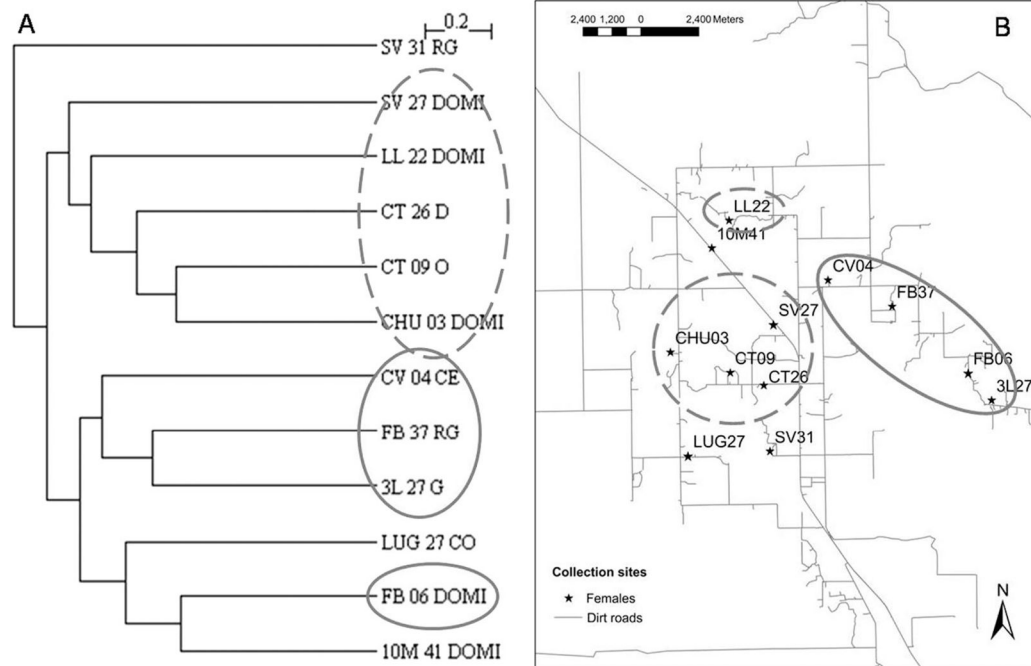 A
0.2
SV 31 RG
SV 27 DOMI
LL 22 DOMI
CT 26 D
CT 09 O
CHU 03 DOMI
CV 04 CE
FB 37 RG
3L 27 G
LUG 27 CO
FB 06 DOMI
10M 41 DOMI
2,400 1,200 0 2,400 Meters
B
LL22
10M41
CV04
FB37
SV27
CHU03
CT09
CT26
FB06
3L27
LUG27
SV31
Collection sites
Females
Dirt roads
N